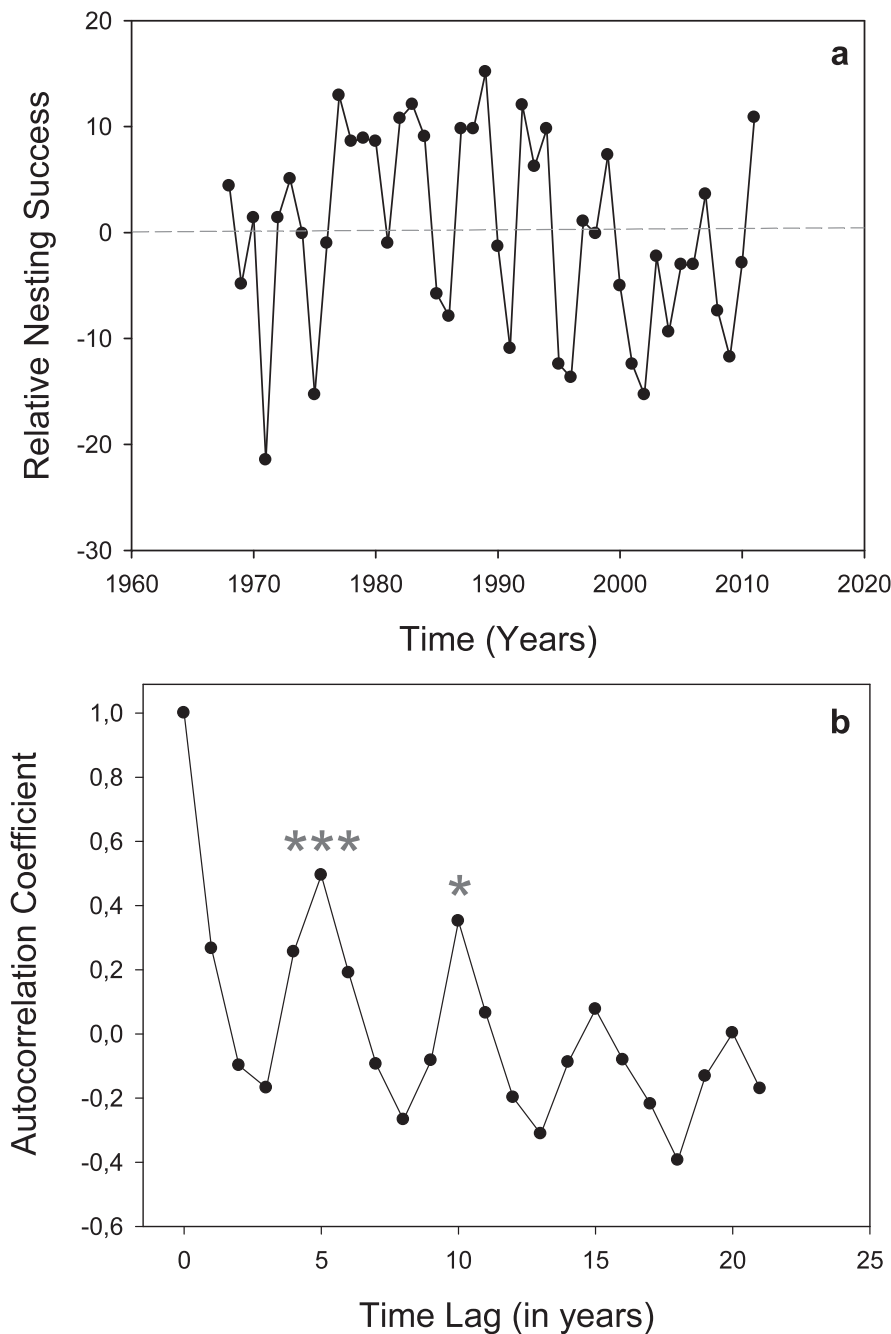 a
Relative Nesting Success
20
10
0
-10
-20
-30
1960 1970 1980 1990 2000 2010 2020
Time (Years)
b
Autocorrelation Coefficient
1,0
0,8
0,6
0,4
0,2
0,0
-0,2
-0,4
-0,6
***
*
0 5 10 15 20 25
Time Lag (in years)